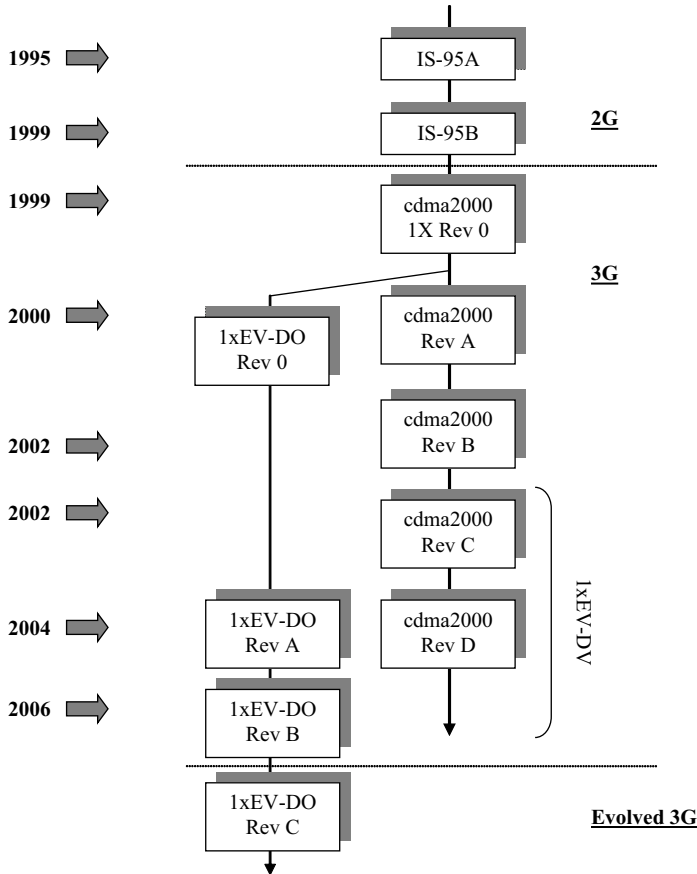 1995
IS-95A
1999
IS-95B
2G
1999
cdma2000
1X Rev 0
3G
2000
1xEV-DO
Rev 0
cdma2000
Rev A
2002
cdma2000
Rev B
2002
cdma2000
Rev C
1xEV-DV
2004
1xEV-DO
Rev A
cdma2000
Rev D
2006
1xEV-DO
Rev B
1xEV-DO
Rev C
Evolved 3G